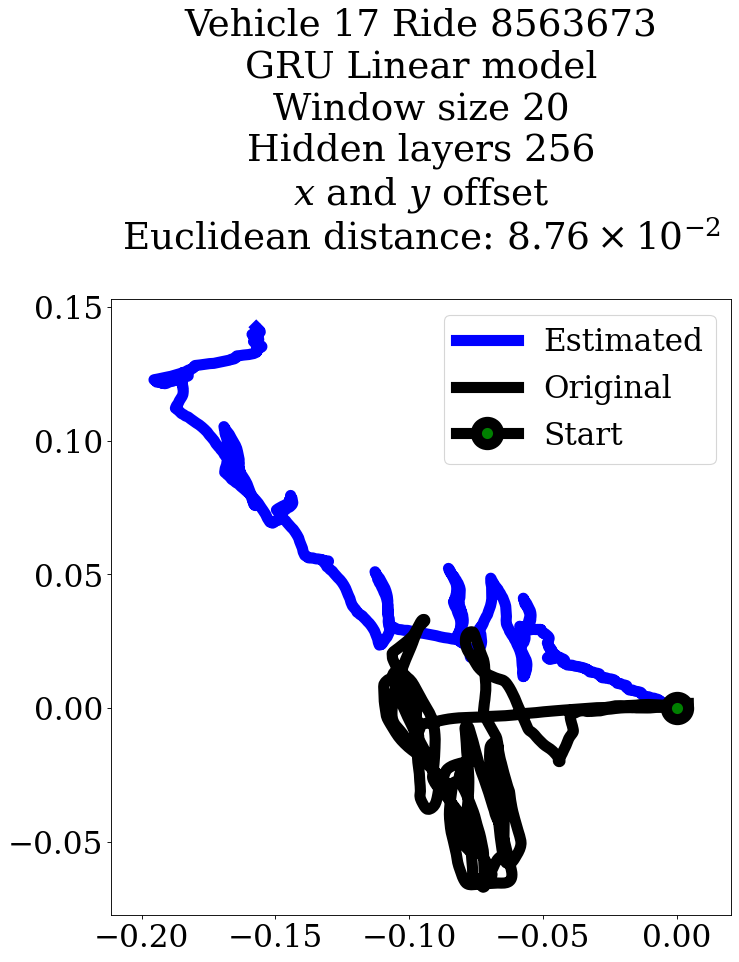 Vehicle 17 Ride 8563673
GRU Linear model
Window size 20
Hidden layers 256
x and y offset
Euclidean distance: 8.76 × 10⁻²
0.15
0.10
0.05
0.00
−0.05
Estimated
Original
Start
−0.20 −0.15 −0.10 −0.05 0.00